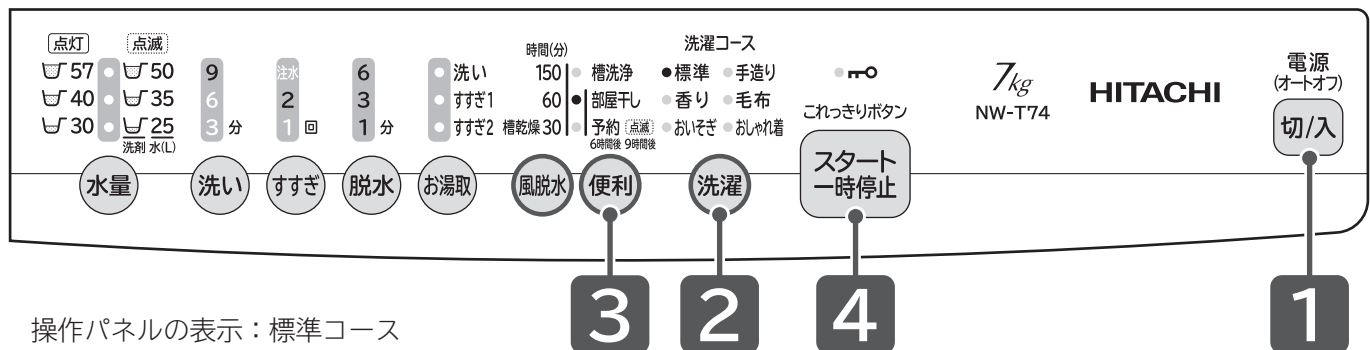 点灯 点滅
57 50
40 35
30 25
洗剤 水(L)
水量
9
6
3 分
洗い
注水
2
1 回
すすぎ
6
3
1 分
脱水
洗い
すすぎ1
すすぎ2
お湯取
時間(分)
150
60
槽乾燥 30
風脱水
槽洗浄
部屋干し
予約 点滅
6時間後 9時間後
便利
洗濯コース
標準 手造り
香り 毛布
おいそぎ おしゃれ着
洗濯
これっきりボタン
スタート
一時停止
7kg
NW-T74
HITACHI
電源
(オートオフ)
切/入
3 2 4 1
操作パネルの表示:標準コース